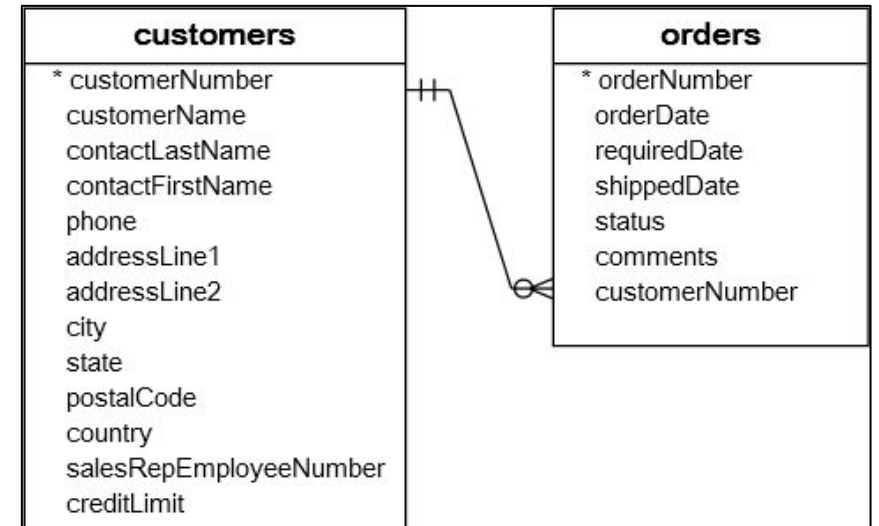 customers
* customerNumber
customerName
contactLastName
contactFirstName
phone
addressLine1
addressLine2
city
state
postalCode
country
salesRepEmployeeNumber
creditLimit
orders
* orderNumber
orderDate
requiredDate
shippedDate
status
comments
customerNumber